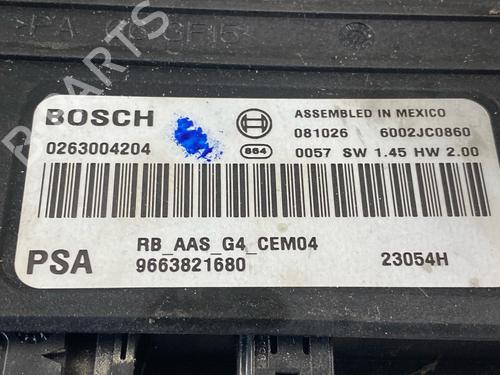 BOSCH
ASSEMBLED IN MEXICO
081026 6002JC0860
0263004204
864
0057 SW 1.45 HW 2.00
RB_AAS_G4_CEM04
PSA
9663821680
23054H